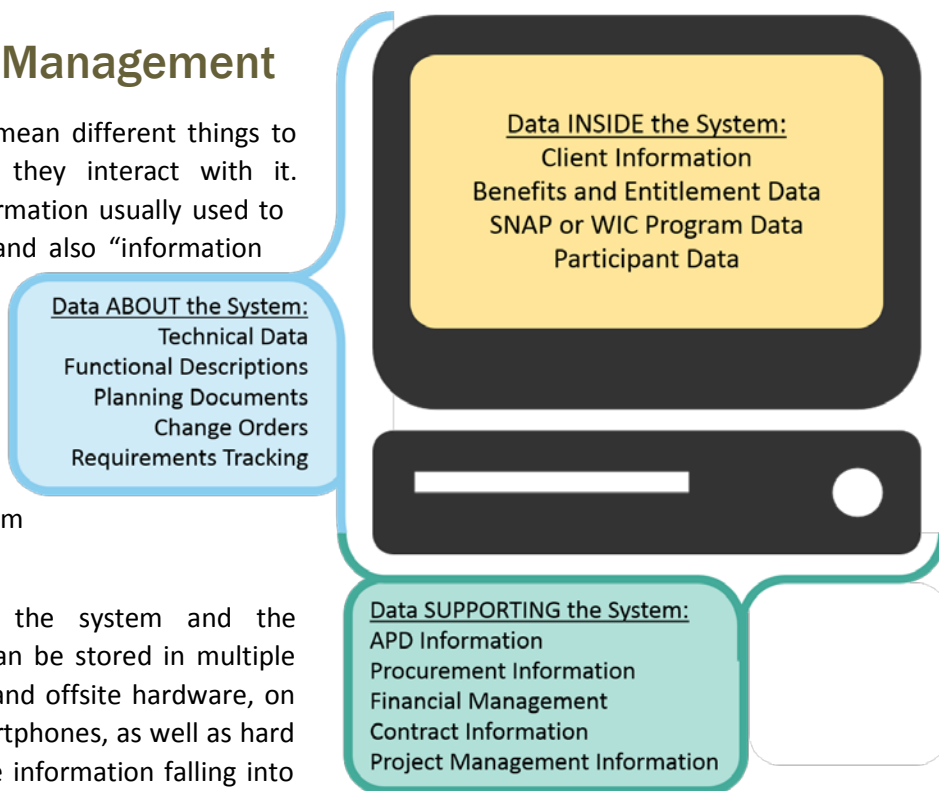 Management
mean different things to
they interact with it.
usually used to
and also “information
Data INSIDE the System:
Client Information
Benefits and Entitlement Data
SNAP or WIC Program Data
Participant Data
Data ABOUT the System:
Technical Data
Functional Descriptions
Planning Documents
Change Orders
Requirements Tracking
the system and the
be stored in multiple
and offsite hardware, on
as well as hard
information falling into
Data SUPPORTING the System:
APD Information
Procurement Information
Financial Management
Contract Information
Project Management Information